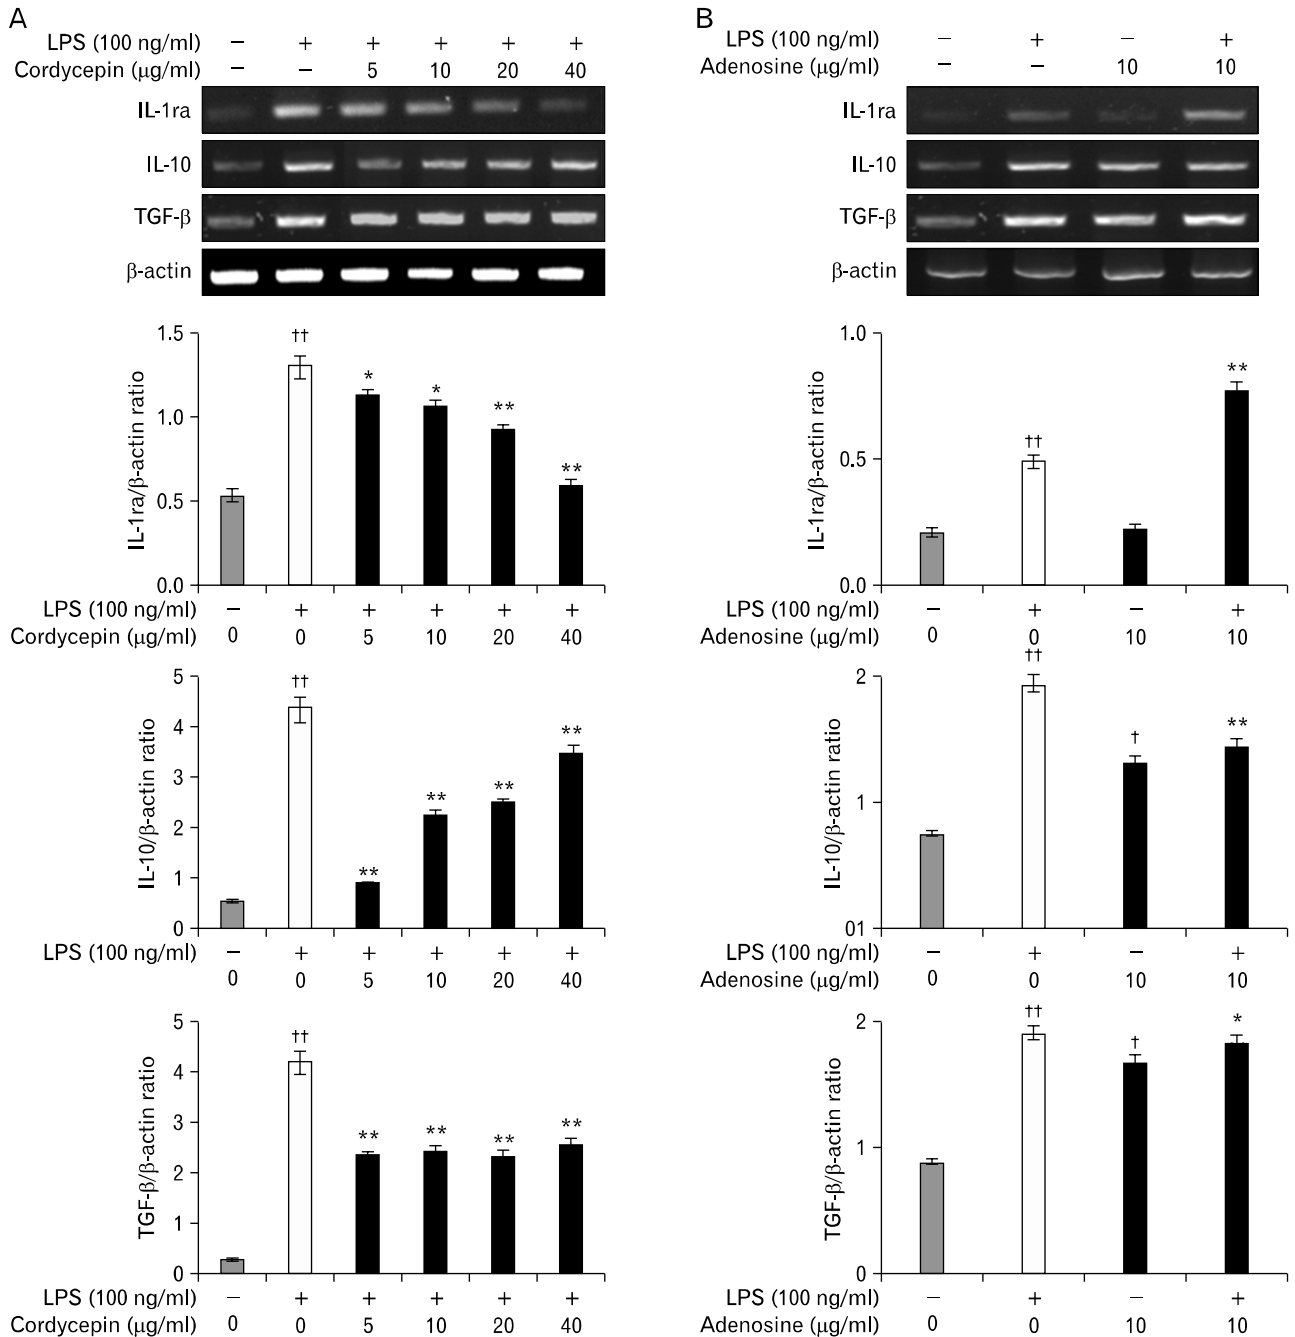 A
LPS (100 ng/ml) – + + + + +
Cordycepin (μg/ml) – – 5 10 20 40
IL-1ra
IL-10
TGF-β
β-actin
1.5
1.0
0.5
0.0
IL-1ra/β-actin ratio
†† * * ** **
LPS (100 ng/ml) – + + + + +
Cordycepin (μg/ml) 0 0 5 10 20 40
5
4
3
2
1
0
IL-10/β-actin ratio
†† ** ** ** **
LPS (100 ng/ml) – + + + + +
0 0 5 10 20 40
5
4
3
2
1
0
TGF-β/β-actin ratio
†† ** ** ** **
LPS (100 ng/ml) – + + + + +
Cordycepin (μg/ml) 0 0 5 10 20 40
B
LPS (100 ng/ml) – + – +
Adenosine (μg/ml) – – 10 10
IL-1ra
IL-10
TGF-β
β-actin
1.0
0.5
0.0
IL-1ra/β-actin ratio
†† **
LPS (100 ng/ml) – + – +
Adenosine (μg/ml) 0 0 10 10
2
1
01
IL-10/β-actin ratio
†† † **
LPS (100 ng/ml) – + – +
Adenosine (μg/ml) 0 0 10 10
2
1
0
TGF-β/β-actin ratio
†† † *
LPS (100 ng/ml) – + – +
Adenosine (μg/ml) 0 0 10 10